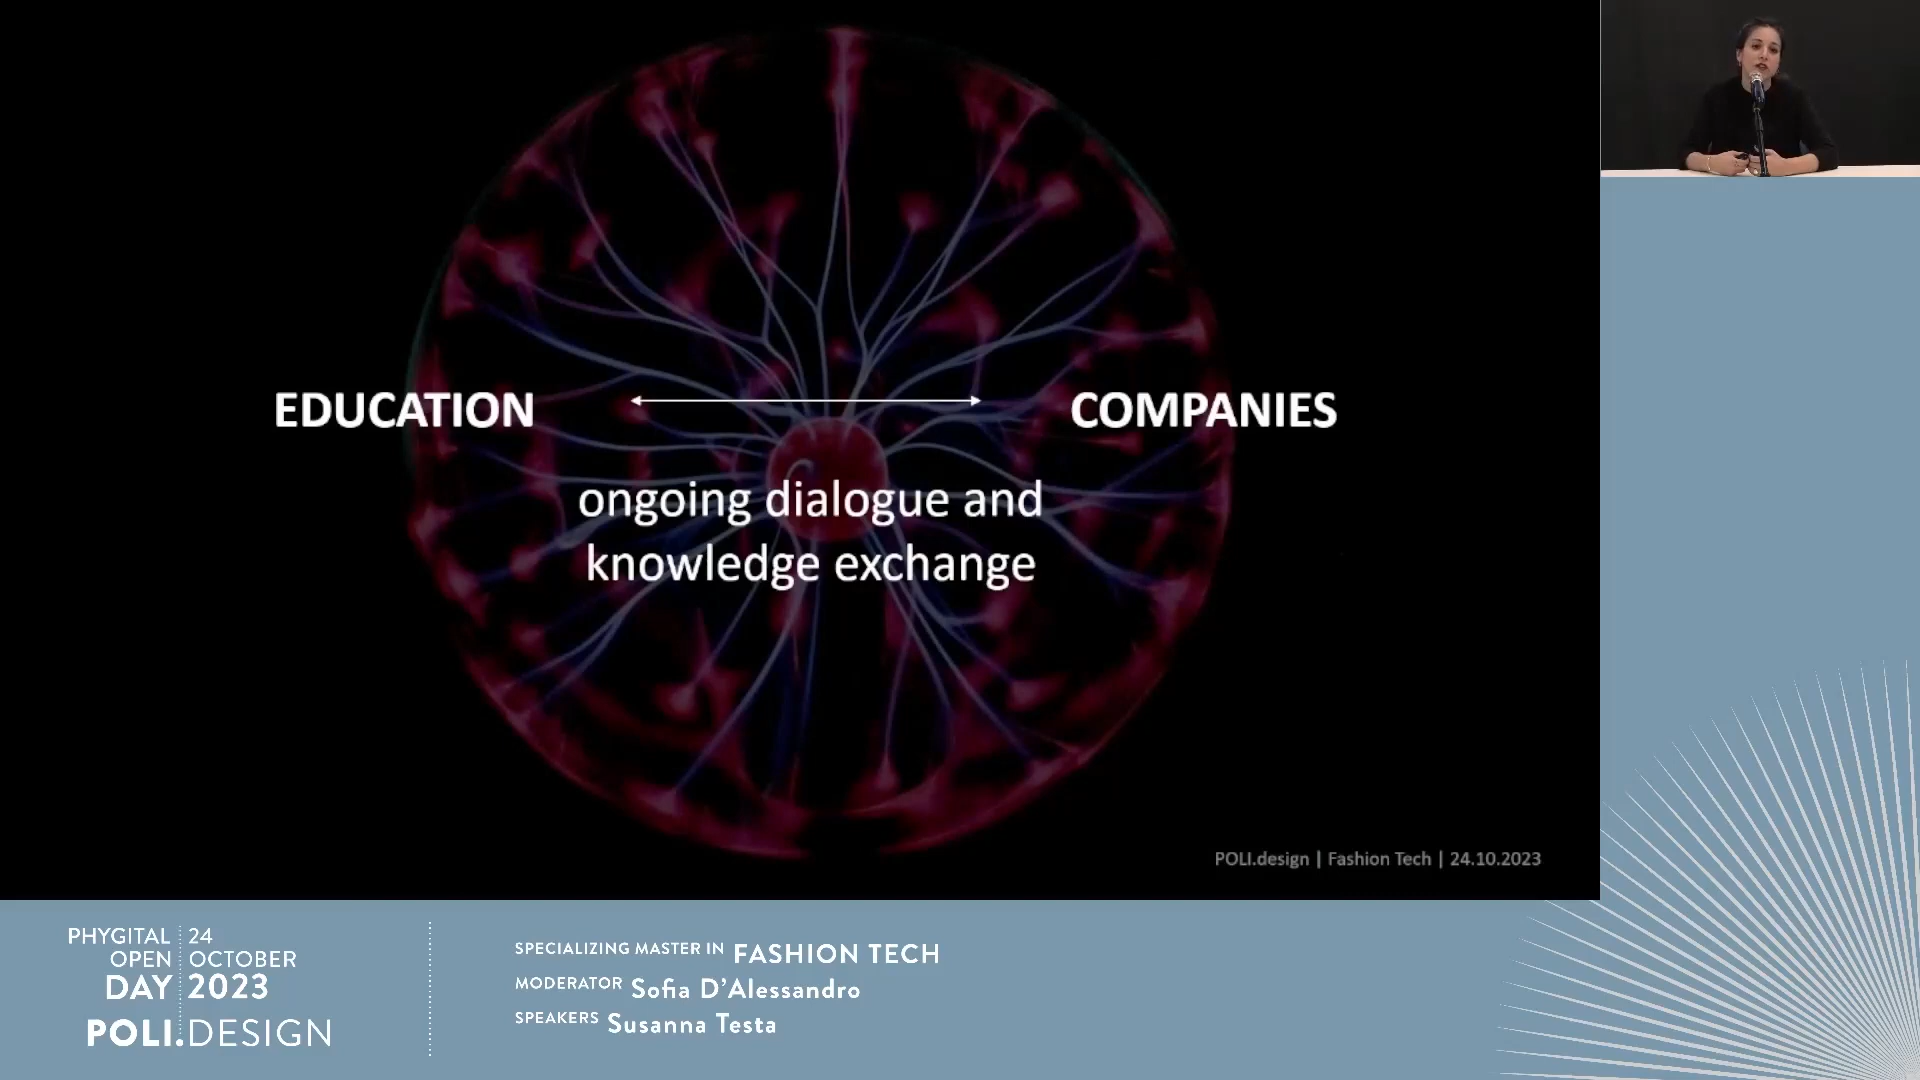 EDUCATION
COMPANIES
ongoing dialogue and
knowledge exchange
POLI.design | Fashion Tech | 24.10.2023
PHYGITAL 24
OPEN OCTOBER
DAY 2023
POLI.DESIGN
SPECIALIZING MASTER IN FASHION TECH
MODERATOR Sofia D'Alessandro
SPEAKERS Susanna Testa